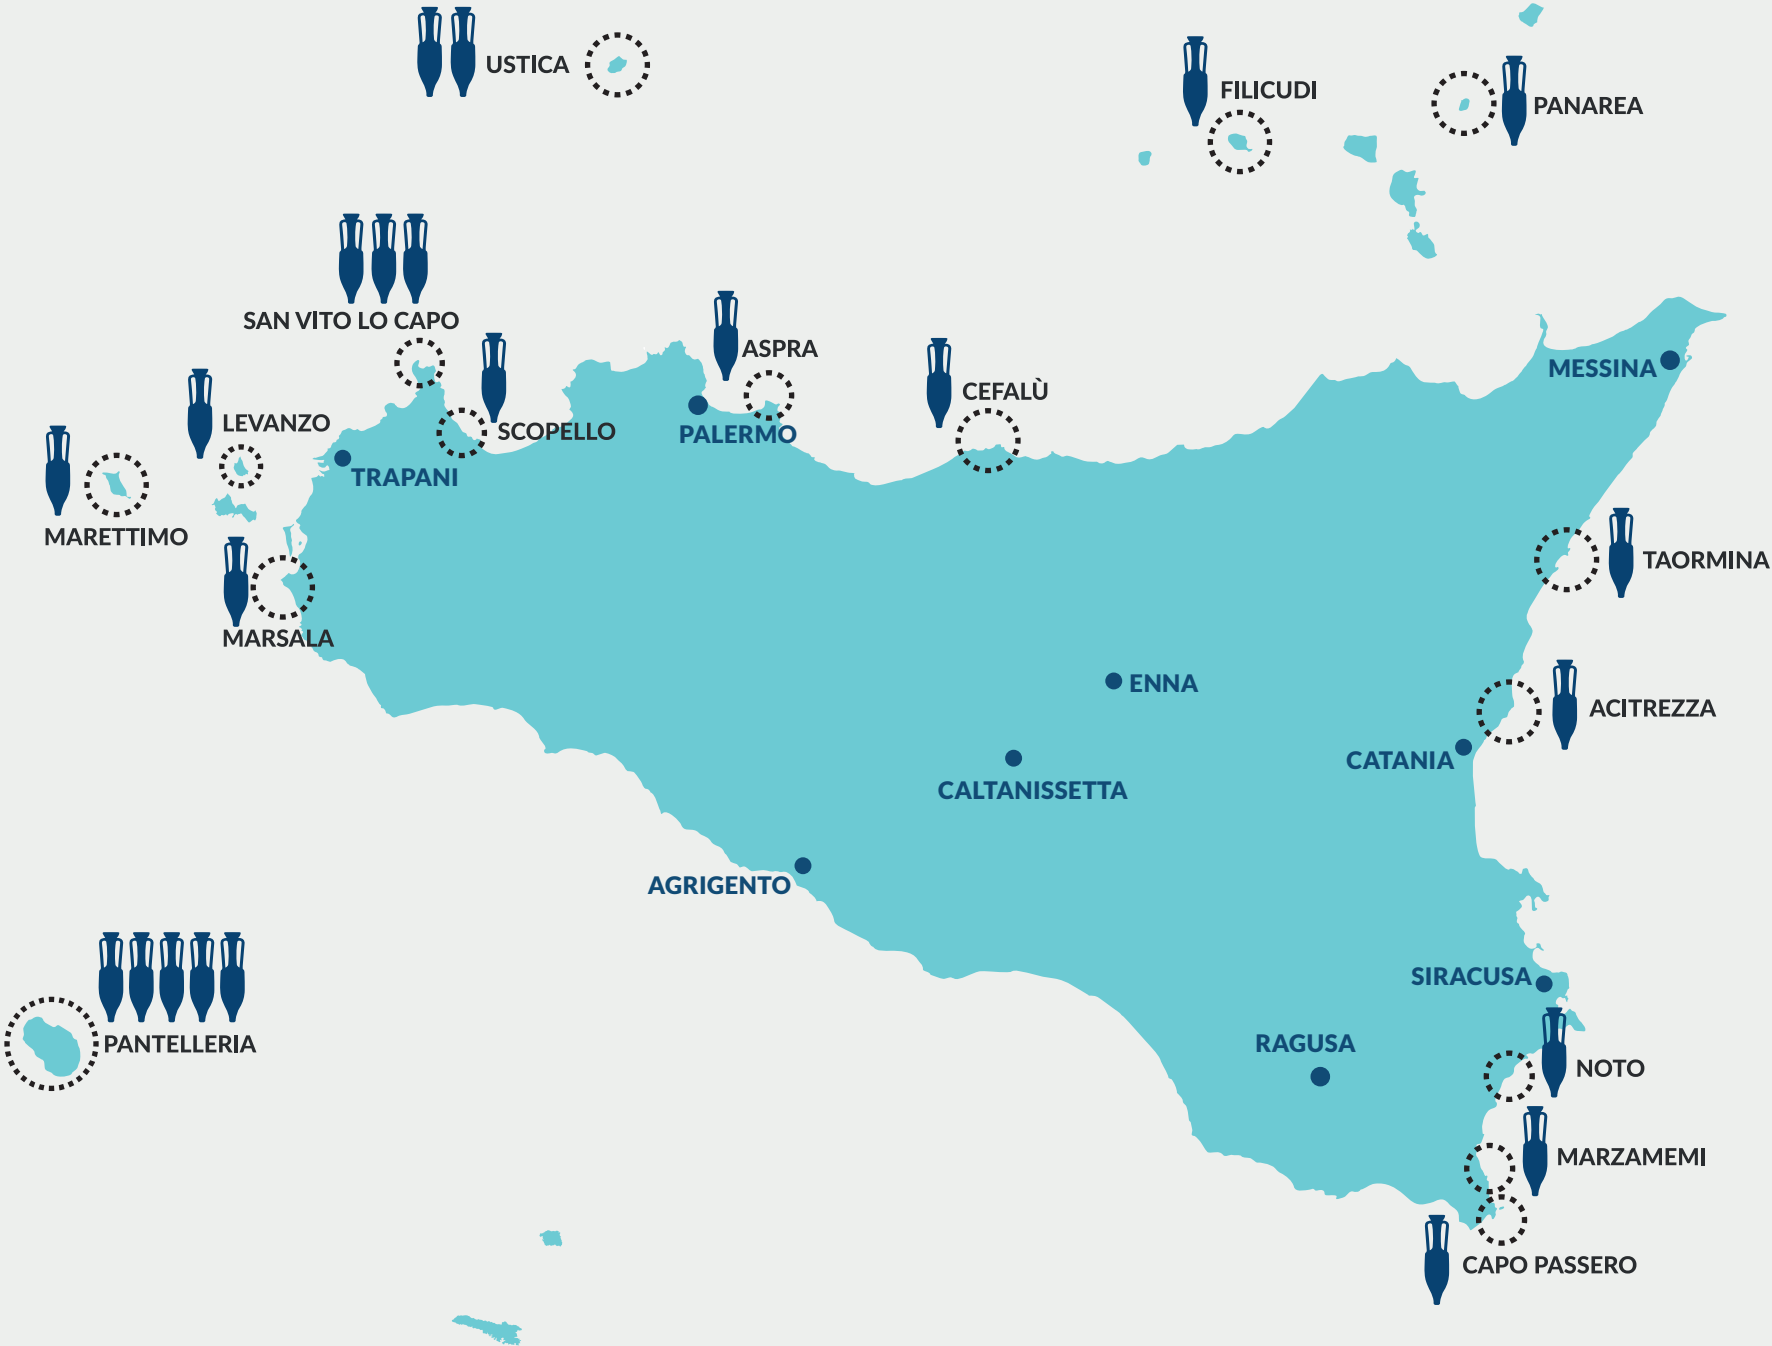 USTICA
FILICUDI
PANAREA
SAN VITO LO CAPO
ASPRA
MESSINA
CEFALÙ
LEVANZO
SCOPELLO
PALERMO
TRAPANI
MARETTIMO
TAORMINA
MARSALA
ENNA
ACITREZZA
CATANIA
CALTANISSETTA
AGRIGENTO
SIRACUSA
PANTELLERIA
RAGUSA
NOTO
MARZAMEMI
CAPO PASSERO